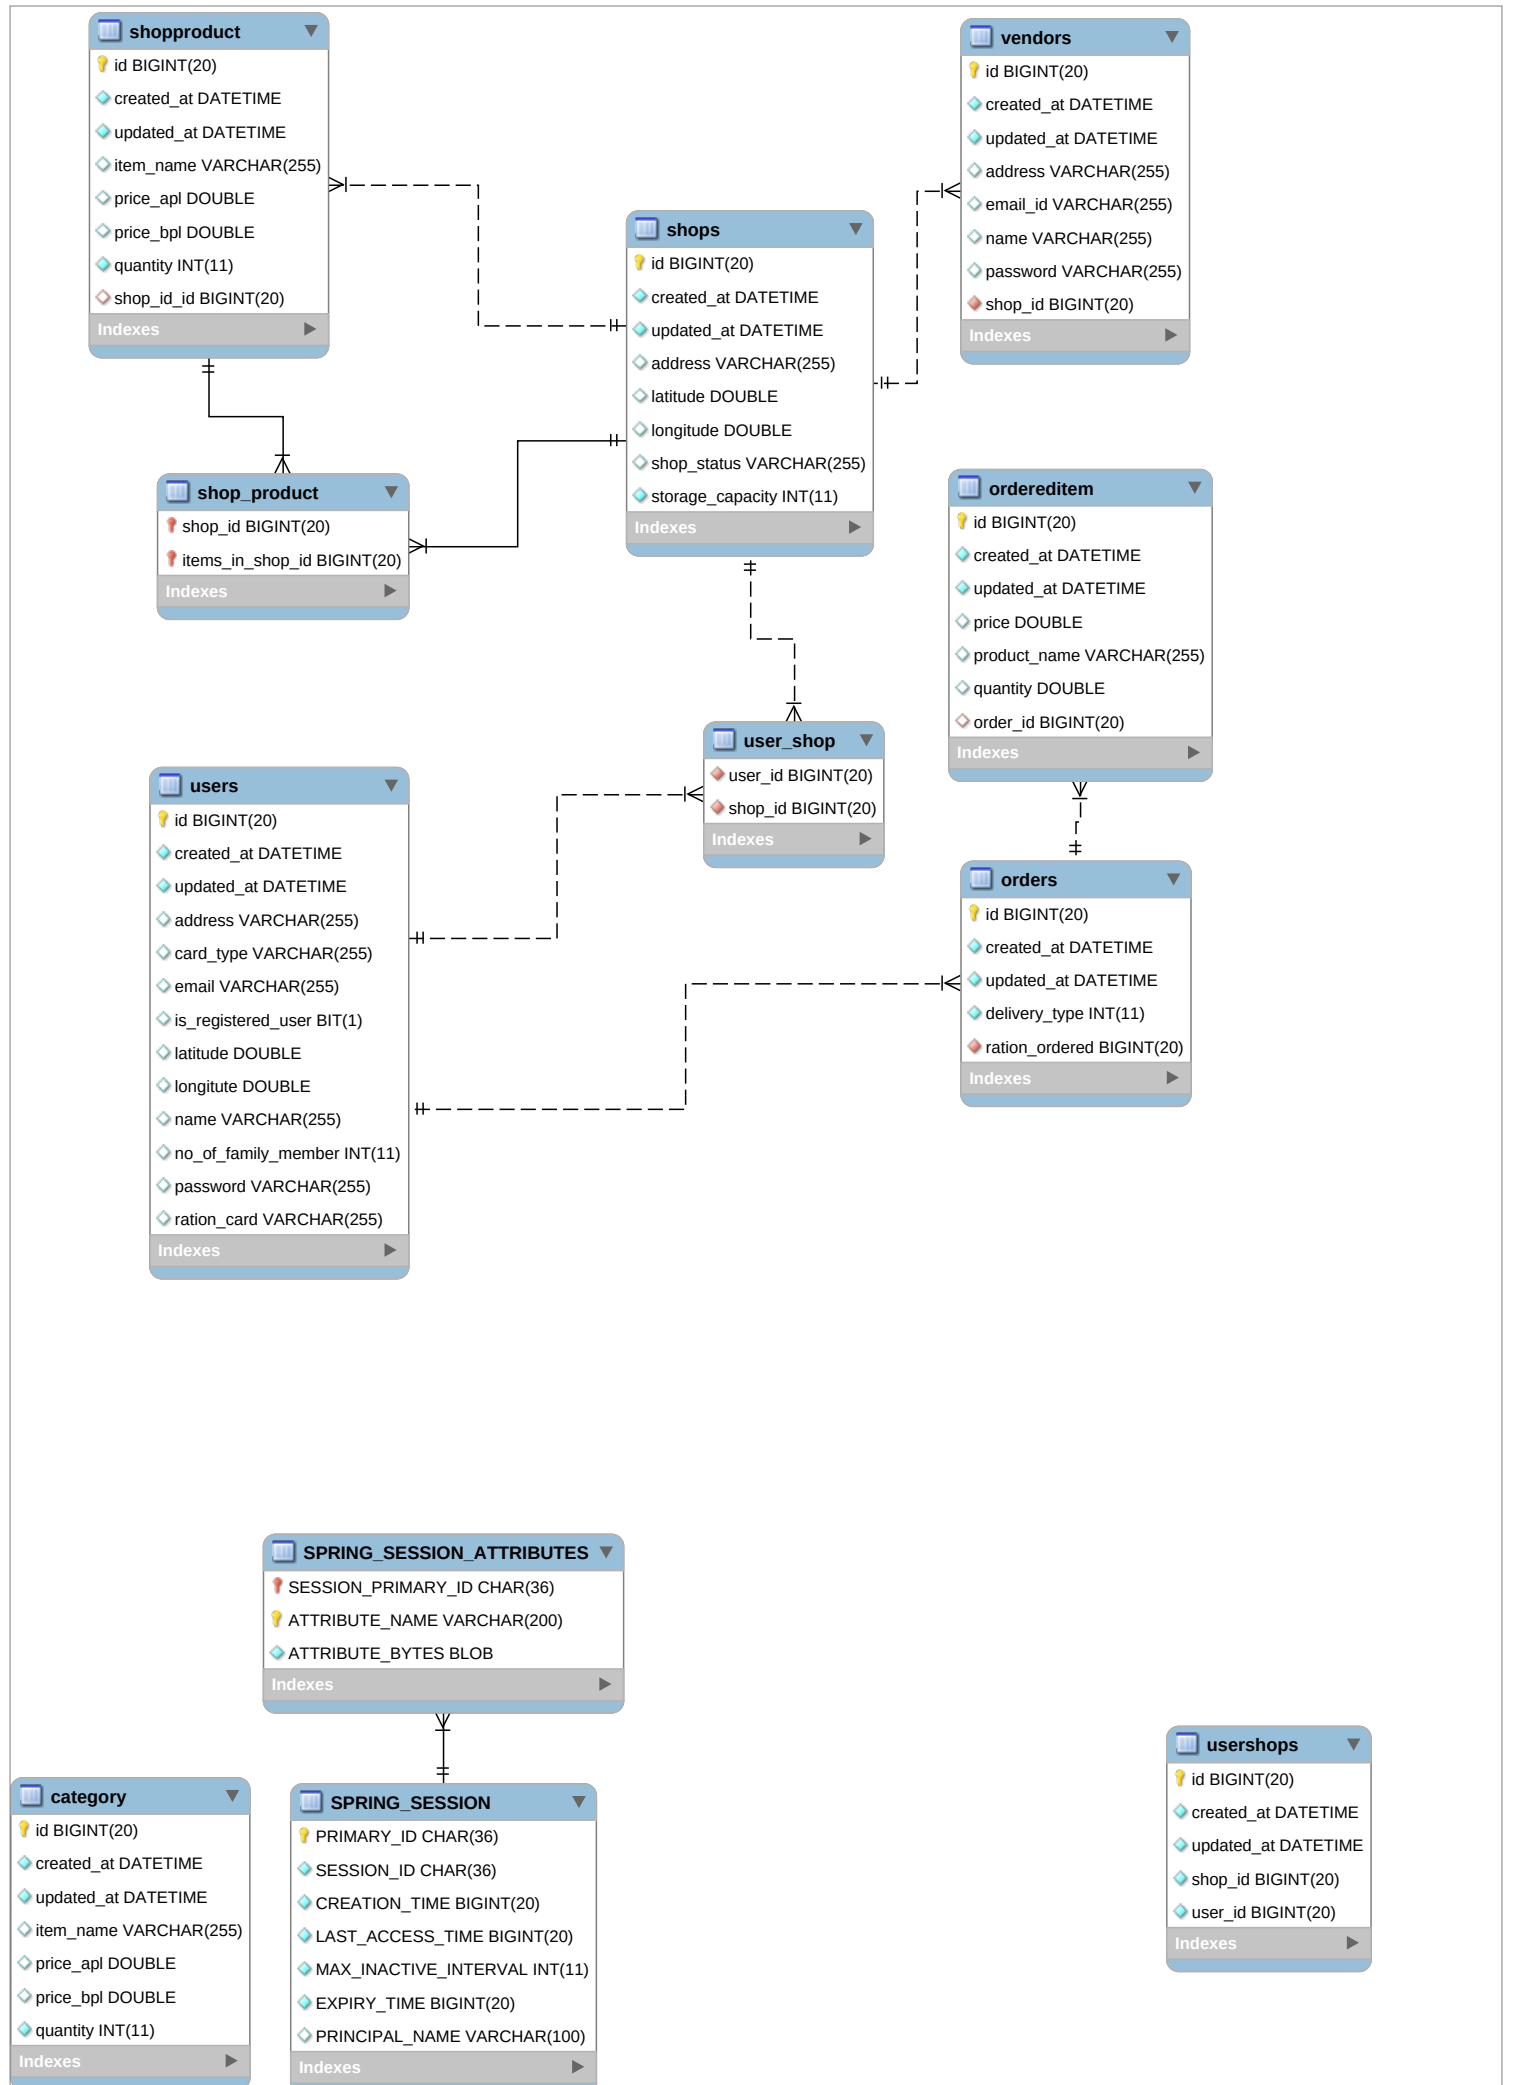 shopproduct
id BIGINT(20)
created_at DATETIME
updated_at DATETIME
item_name VARCHAR(255)
price_apl DOUBLE
price_bpl DOUBLE
quantity INT(11)
shop_id_id BIGINT(20)
Indexes
vendors
id BIGINT(20)
created_at DATETIME
updated_at DATETIME
address VARCHAR(255)
email_id VARCHAR(255)
name VARCHAR(255)
password VARCHAR(255)
shop_id BIGINT(20)
Indexes
shops
id BIGINT(20)
created_at DATETIME
updated_at DATETIME
address VARCHAR(255)
latitude DOUBLE
longitude DOUBLE
shop_status VARCHAR(255)
storage_capacity INT(11)
Indexes
shop_product
shop_id BIGINT(20)
items_in_shop_id BIGINT(20)
Indexes
ordereditem
id BIGINT(20)
created_at DATETIME
updated_at DATETIME
price DOUBLE
product_name VARCHAR(255)
quantity DOUBLE
order_id BIGINT(20)
Indexes
user_shop
user_id BIGINT(20)
shop_id BIGINT(20)
Indexes
users
id BIGINT(20)
created_at DATETIME
updated_at DATETIME
address VARCHAR(255)
card_type VARCHAR(255)
email VARCHAR(255)
is_registered_user BIT(1)
latitude DOUBLE
longitute DOUBLE
name VARCHAR(255)
no_of_family_member INT(11)
password VARCHAR(255)
ration_card VARCHAR(255)
Indexes
orders
id BIGINT(20)
created_at DATETIME
updated_at DATETIME
delivery_type INT(11)
ration_ordered BIGINT(20)
Indexes
SPRING_SESSION_ATTRIBUTES
SESSION_PRIMARY_ID CHAR(36)
ATTRIBUTE_NAME VARCHAR(200)
ATTRIBUTE_BYTES BLOB
Indexes
category
id BIGINT(20)
created_at DATETIME
updated_at DATETIME
item_name VARCHAR(255)
price_apl DOUBLE
price_bpl DOUBLE
quantity INT(11)
Indexes
SPRING_SESSION
PRIMARY_ID CHAR(36)
SESSION_ID CHAR(36)
CREATION_TIME BIGINT(20)
LAST_ACCESS_TIME BIGINT(20)
MAX_INACTIVE_INTERVAL INT(11)
EXPIRY_TIME BIGINT(20)
PRINCIPAL_NAME VARCHAR(100)
Indexes
usershops
id BIGINT(20)
created_at DATETIME
updated_at DATETIME
shop_id BIGINT(20)
user_id BIGINT(20)
Indexes